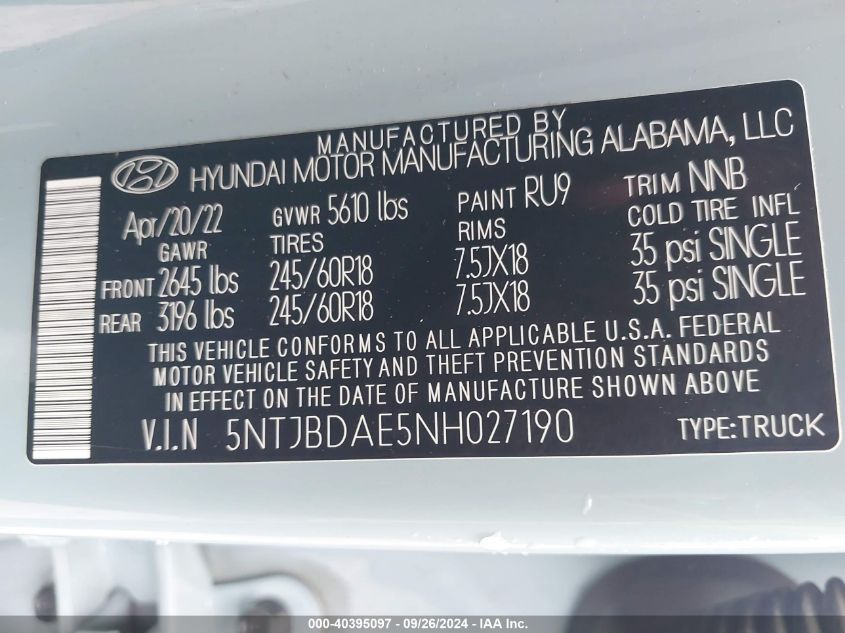 MANUFACTURED BY
HYUNDAI MOTOR MANUFACTURING ALABAMA, LLC
Apr/20/22 GVWR 5610 lbs PAINT RU9 TRIM NNB
GAWR TIRES RIMS COLD TIRE INFL
FRONT 2645 lbs 245/60R18 7.5JX18 35 psi SINGLE
REAR 3196 lbs 245/60R18 7.5JX18 35 psi SINGLE
THIS VEHICLE CONFORMS TO ALL APPLICABLE U.S.A. FEDERAL
MOTOR VEHICLE SAFETY AND THEFT PREVENTION STANDARDS
IN EFFECT ON THE DATE OF MANUFACTURE SHOWN ABOVE
V.I.N 5NTJBDAE5NH027190 TYPE:TRUCK
000-40395097 - 09/26/2024 - IAA Inc.